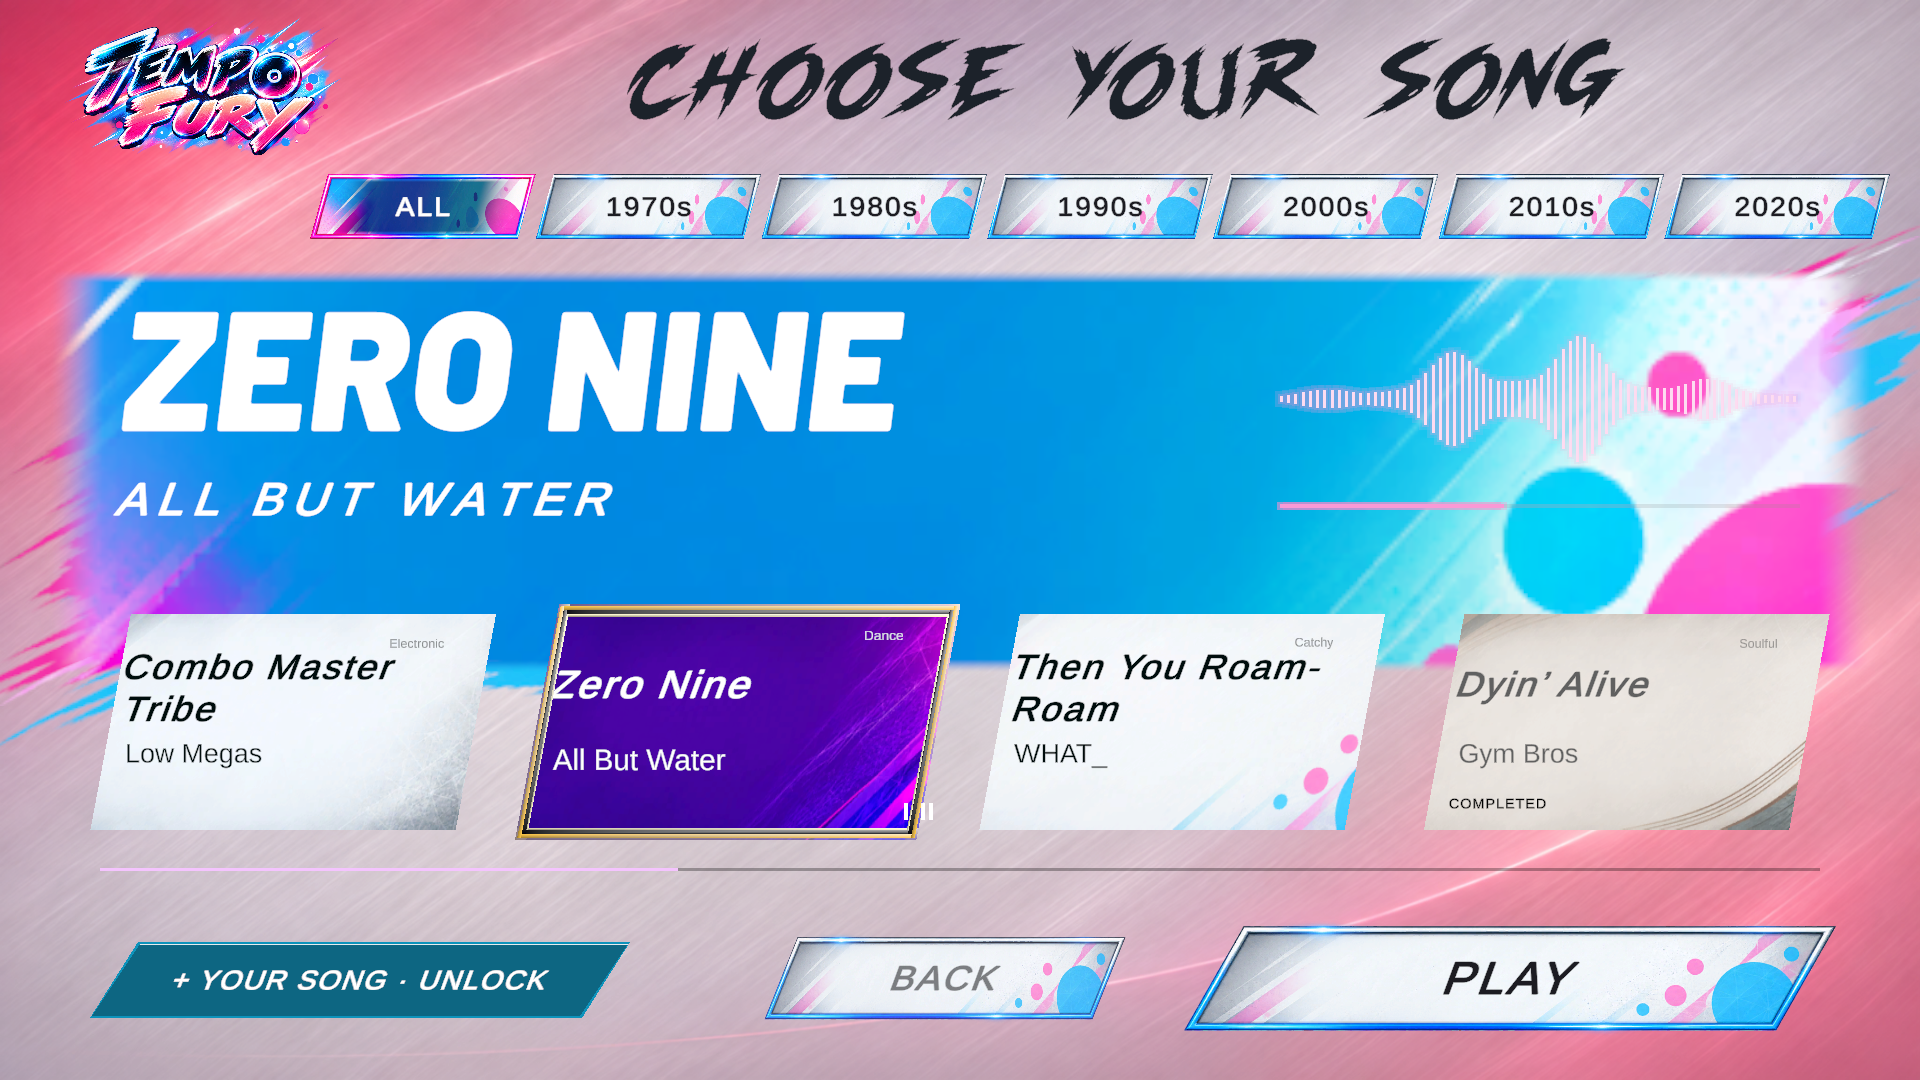 TEMPO
FURY
CHOOSE YOUR SONG
ALL
1970s
1980s
1990s
2000s
2010s
2020s
ZERO NINE
ALL BUT WATER
Electronic
Combo Master
Tribe
Low Megas
Dance
Zero Nine
All But Water
Catchy
Then You Roam-
Roam
WHAT_
Soulful
Dyin’ Alive
Gym Bros
COMPLETED
+ YOUR SONG · UNLOCK
BACK
PLAY